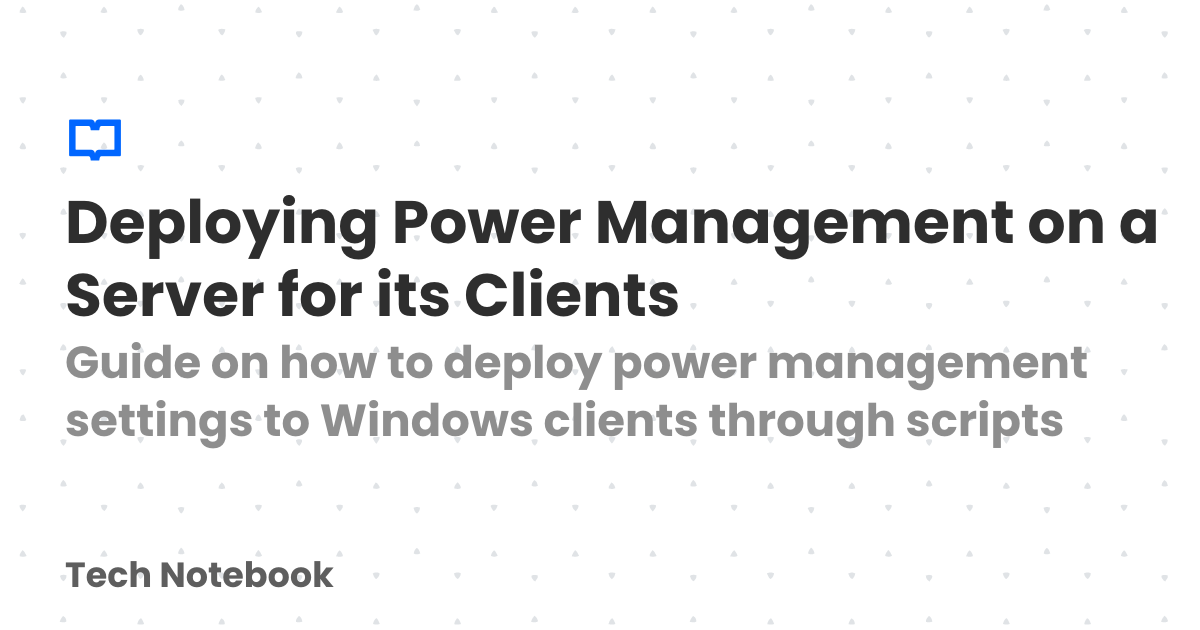 Deploying Power Management on a
Server for its Clients
Guide on how to deploy power management
settings to Windows clients through scripts
Tech Notebook